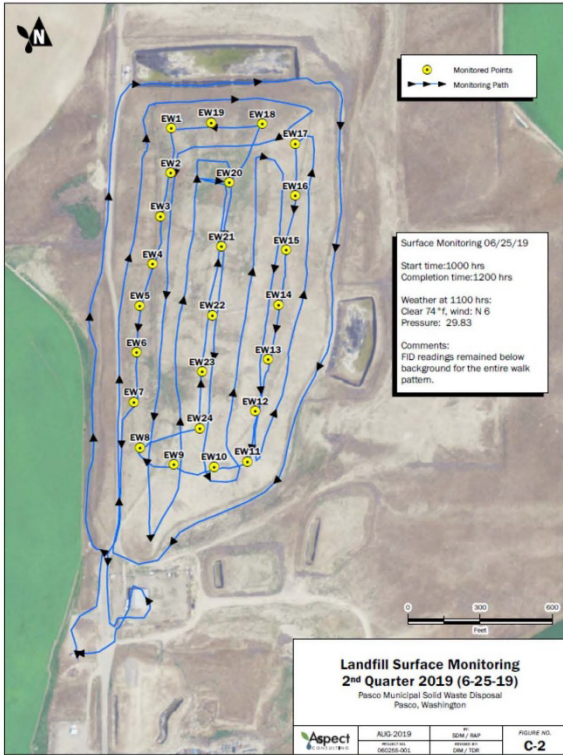 N
Monitored Points
Monitoring Path
EW1
EW19
EW18
EW17
EW2
EW20
EW16
EW3
EW21
EW15
EW4
EW5
EW22
EW14
EW6
EW23
EW13
EW7
EW24
EW12
EW8
EW9
EW10
EW11
Surface Monitoring 06/25/19
Start time:1000 hrs
Completion time:1200 hrs
Weather at 1100 hrs:
Clear 74°f, wind: N 6
Pressure: 29.83
Comments:
FID readings remained below
background for the entire walk
pattern.
0 300 600
Feet
Landfill Surface Monitoring
2nd Quarter 2019 (6-25-19)
Pasco Municipal Solid Waste Disposal
Pasco, Washington
Aspect
CONSULTING
AUG-2019
PROJECT NO.
BY:
SDM / RAP
FIGURE NO.
C-2